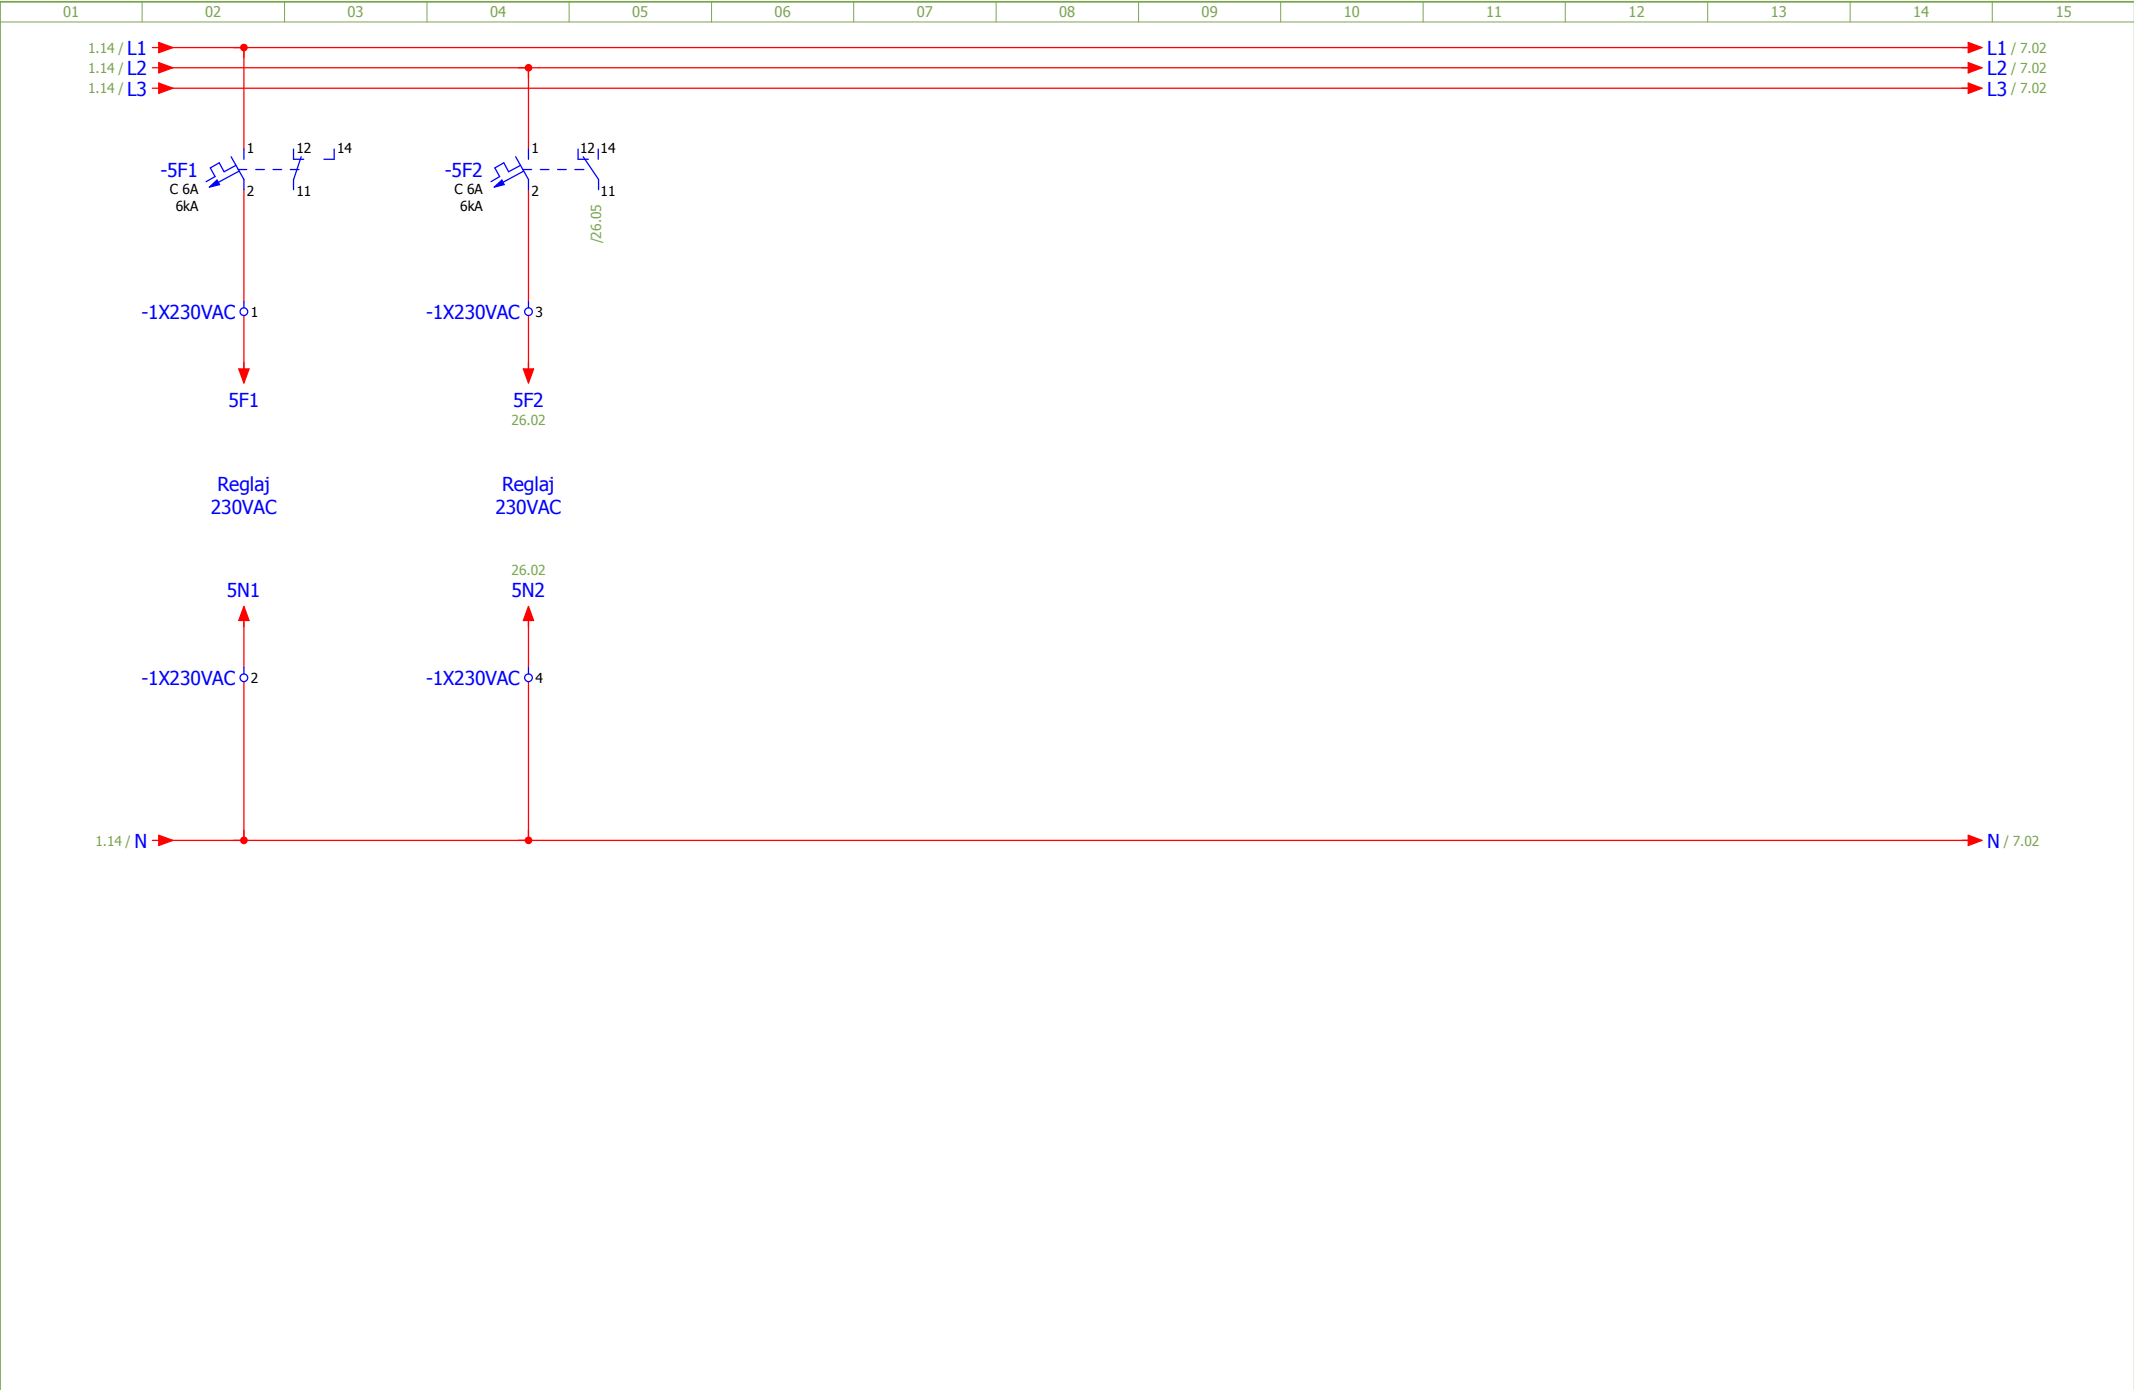 01 02 03 04 05 06 07 08 09 10 11 12 13 14 15
1.14 / L1 L1 / 7.02
1.14 / L2 L2 / 7.02
1.14 / L3 L3 / 7.02
1 12 14 1 12 14
-5F1 -5F2
C 6A C 6A
2 11 2 11
6kA 6kA
/26.05
-1X230VAC 1 -1X230VAC 3
5F1 5F2
26.02
Reglaj Reglaj
230VAC 230VAC
26.02
5N1 5N2
-1X230VAC 2 -1X230VAC 4
1.14 / N N / 7.02